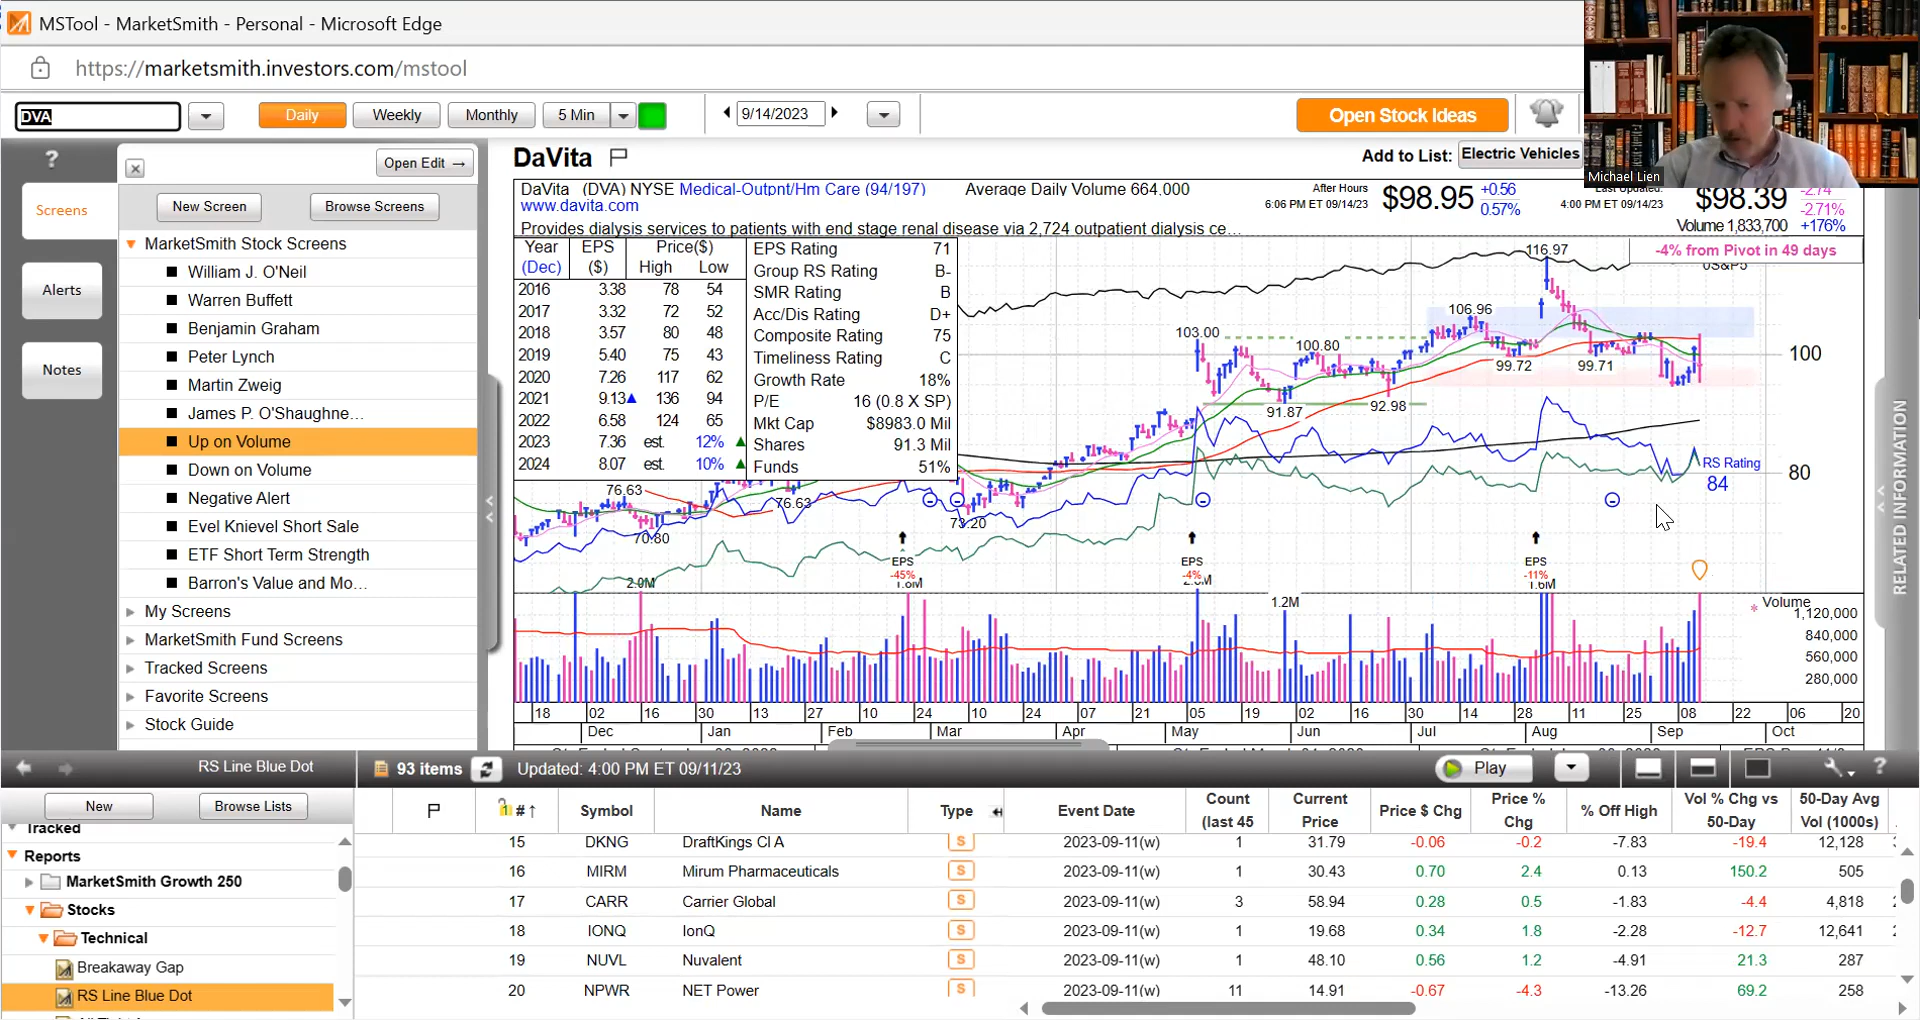 MSTool - MarketSmith - Personal - Microsoft Edge
https://marketsmith.investors.com/mstool
DVA
Daily
Weekly
Monthly
5 Min
9/14/2023
Open Stock Ideas
Michael Lien
?
Screens
Alerts
Notes
Open Edit →
New Screen
Browse Screens
MarketSmith Stock Screens
William J. O'Neil
Warren Buffett
Benjamin Graham
Peter Lynch
Martin Zweig
James P. O'Shaughne…
Up on Volume
Down on Volume
Negative Alert
Evel Knievel Short Sale
ETF Short Term Strength
Barron's Value and Mo…
My Screens
MarketSmith Fund Screens
Tracked Screens
Favorite Screens
Stock Guide
DaVita
Add to List: Electric Vehicles
DaVita (DVA) NYSE Medical-Outpnt/Hm Care (94/197) Average Daily Volume 664,000
www.davita.com
Provides dialysis services to patients with end stage renal disease via 2,724 outpatient dialysis ce…
After Hours
6:06 PM ET 09/14/23
$98.95 +0.56
0.57%
4:00 PM ET 09/14/23
$98.39 -2.74
-2.71%
Volume 1,833,700 +176%
-4% from Pivot in 49 days
Year EPS Price($)
(Dec) ($) High Low
2016 3.38 78 54
2017 3.32 72 52
2018 3.57 80 48
2019 5.40 75 43
2020 7.26 117 62
2021 9.13 136 94
2022 6.58 124 65
2023 7.36 est. 12%
2024 8.07 est. 10%
EPS Rating 71
Group RS Rating B-
SMR Rating B
Acc/Dis Rating D+
Composite Rating 75
Timeliness Rating C
Growth Rate 18%
P/E 16 (0.8 X SP)
Mkt Cap $8983.0 Mil
Shares 91.3 Mil
Funds 51%
116.97
106.96
103.00
100.80
99.72
99.71
91.87
92.98
76.63
76.63
70.80
73.20
100
80
RS Rating
84
EPS
-45%
EPS
-4%
EPS
-11%
2.0M
1.8M
1.6M
1.2M
Volume
1,120,000
840,000
560,000
280,000
18 02 16 30 13 27 10 24 10 24 07 21 05 19 02 16 30 14 28 11 25 08 22 06 20
Dec Jan Feb Mar Apr May Jun Jul Aug Sep Oct
RELATED INFORMATION
RS Line Blue Dot
93 items
Updated: 4:00 PM ET 09/11/23
Play
?
New
Browse Lists
Tracked
Reports
MarketSmith Growth 250
Stocks
Technical
Breakaway Gap
RS Line Blue Dot
# ↑ Symbol Name Type Event Date Count (last 45 Current Price Price $ Chg Price % Chg % Off High Vol % Chg vs 50-Day 50-Day Avg Vol (1000s)
15 DKNG DraftKings Cl A S 2023-09-11(w) 1 31.79 -0.06 -0.2 -7.83 -19.4 12,128
16 MIRM Mirum Pharmaceuticals S 2023-09-11(w) 1 30.43 0.70 2.4 0.13 150.2 505
17 CARR Carrier Global S 2023-09-11(w) 3 58.94 0.28 0.5 -1.83 -4.4 4,818
18 IONQ IonQ S 2023-09-11(w) 1 19.68 0.34 1.8 -2.28 -12.7 12,641
19 NUVL Nuvalent S 2023-09-11(w) 1 48.10 0.56 1.2 -4.91 21.3 287
20 NPWR NET Power S 2023-09-11(w) 11 14.91 -0.67 -4.3 -13.26 69.2 258